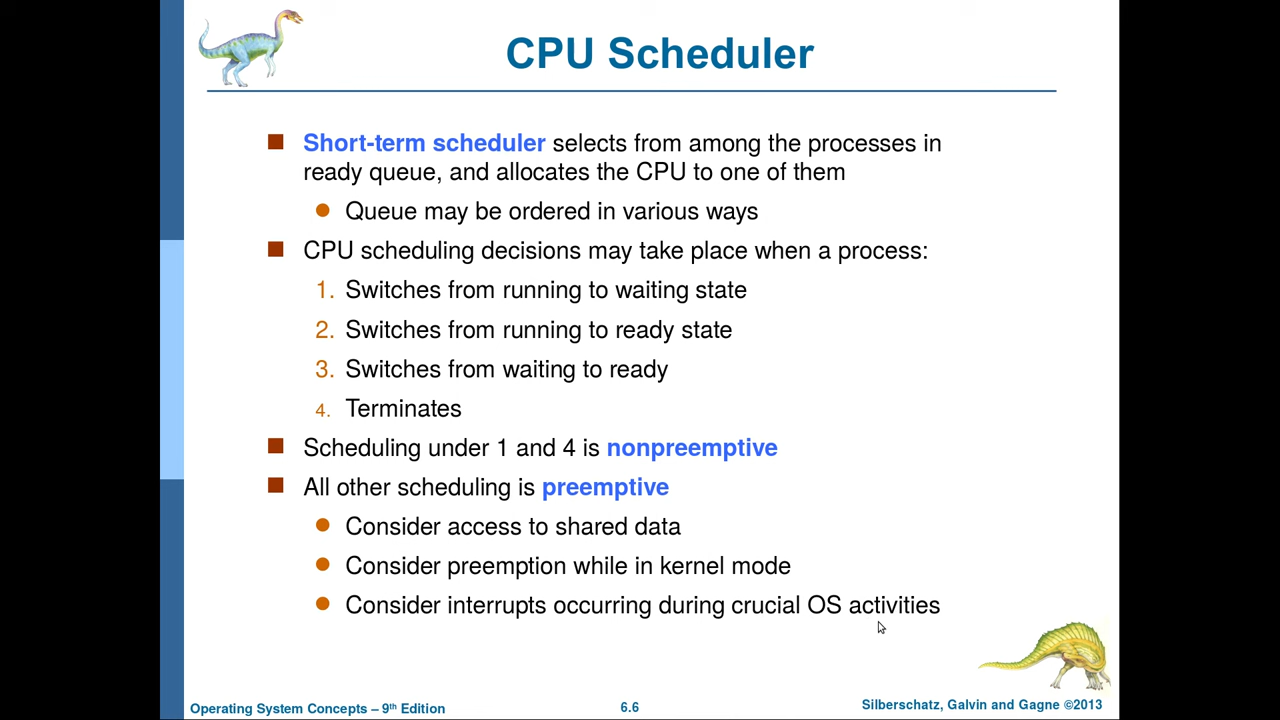 CPU Scheduler
Short-term scheduler selects from among the processes in
ready queue, and allocates the CPU to one of them
Queue may be ordered in various ways
CPU scheduling decisions may take place when a process:
1. Switches from running to waiting state
2. Switches from running to ready state
3. Switches from waiting to ready
4. Terminates
Scheduling under 1 and 4 is nonpreemptive
All other scheduling is preemptive
Consider access to shared data
Consider preemption while in kernel mode
Consider interrupts occurring during crucial OS activities
Operating System Concepts – 9th Edition
6.6
Silberschatz, Galvin and Gagne ©2013